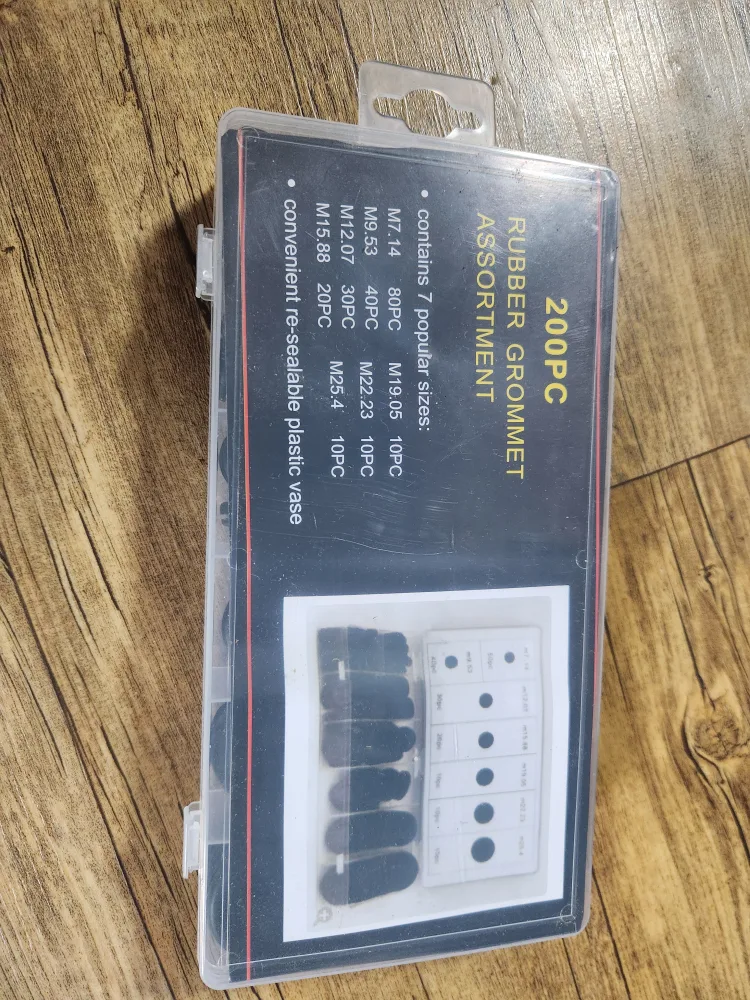 200PC
RUBBER GROMMET
ASSORTMENT
• contains 7 popular sizes:
M7.14 80PC M19.05 10PC
M9.53 40PC M22.23 10PC
M12.07 30PC M25.4 10PC
M15.88 20PC
• convenient re-sealable plastic vase